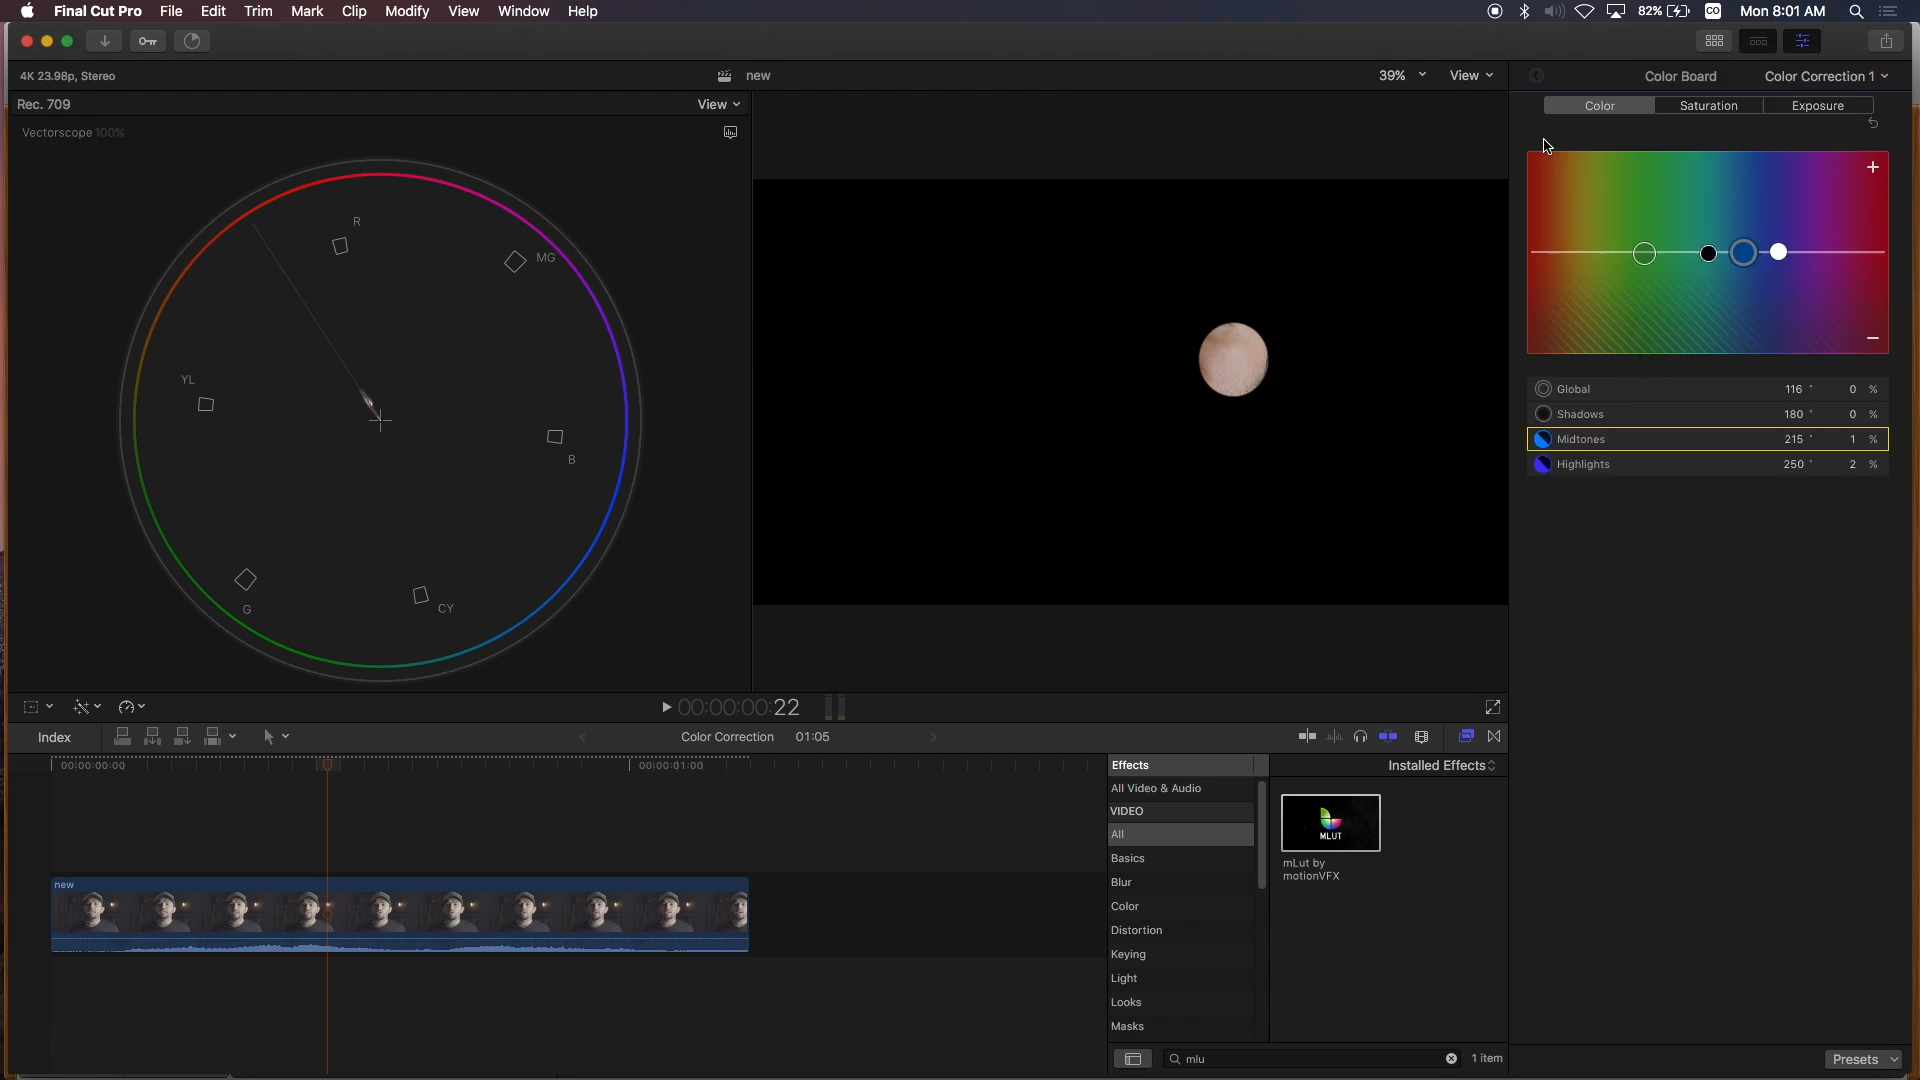 Final Cut Pro File Edit Trim Mark Clip Modify View Window Help 82% CO Mon 8:01 AM
4K 23.98p, Stereo new 39% View Color Board Color Correction 1
Rec. 709 View Color Saturation Exposure
Vectorscope 100%
R
MG
YL
B
G
CY
Global 116 ° 0 %
Shadows 180 ° 0 %
Midtones 215 ° 1 %
Highlights 250 ° 2 %
00:00:00:22
Index Color Correction 01:05
00:00:00:00 00:00:01:00
new
Effects Installed Effects
All Video & Audio
VIDEO
All
Basics
Blur
Color
Distortion
Keying
Light
Looks
Masks
MLUT
mLut by
motionVFX
mlu 1 item
Presets